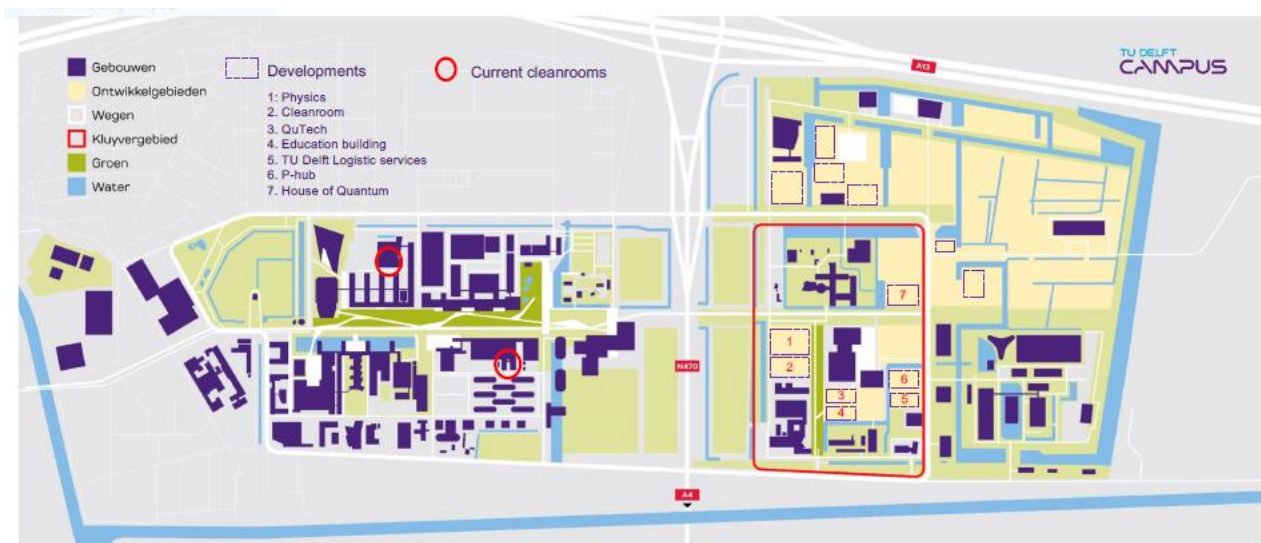 Gebouwen
Ontwikkelgebieden
Wegen
Kluyvergebied
Groen
Water
Developments
1: Physics
2. Cleanroom
3. QuTech
4. Education building
5. TU Delft Logistic services
6. P-hub
7. House of Quantum
Current cleanrooms
TU DELFT
CAMPUS
A13
7
1
2
N470
6
3
5
4
A4